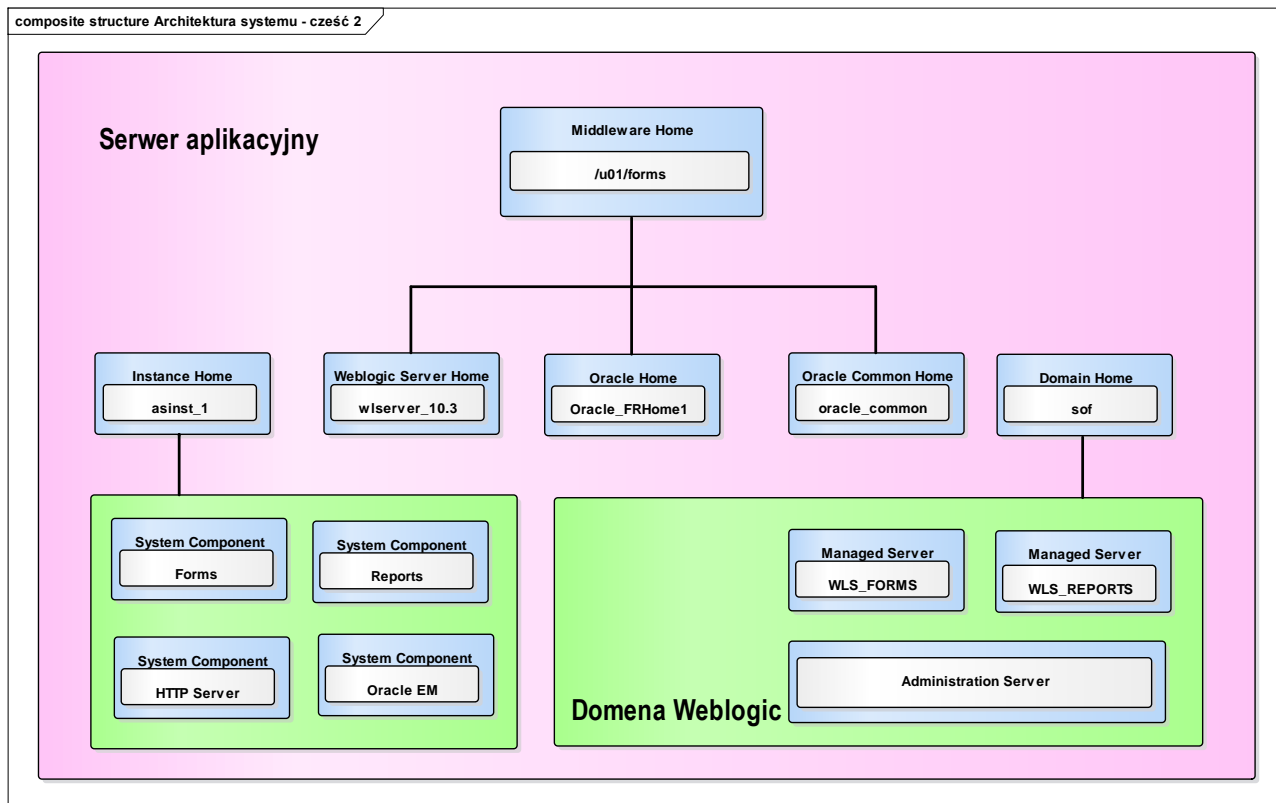 composite structure Architektura systemu - cześć 2
Serwer aplikacyjny
Middleware Home
/u01/forms
Instance Home
asinst_1
Weblogic Server Home
wlserver_10.3
Oracle Home
Oracle_FRHome1
Oracle Common Home
oracle_common
Domain Home
sof
System Component
Forms
System Component
Reports
System Component
HTTP Server
System Component
Oracle EM
Managed Server
WLS_FORMS
Managed Server
WLS_REPORTS
Administration Server
Domena Weblogic